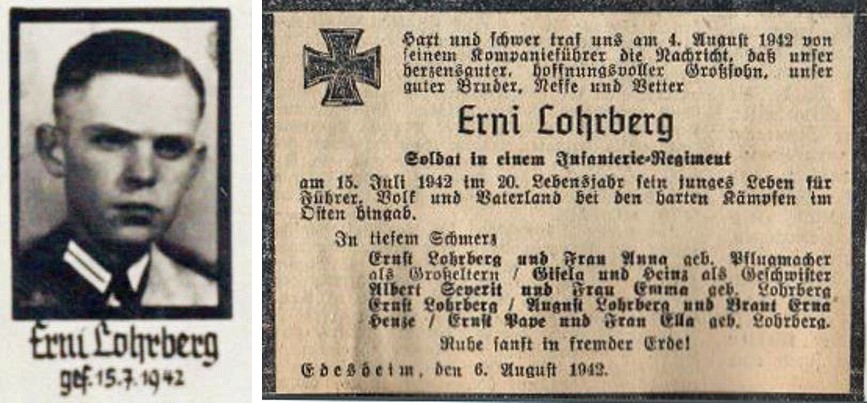 Erni Lohrberg
gef. 15.7.1942
Hart und schwer traf uns am 4. August 1942 von
seinem Kompanieführer die Nachricht, daß unser
herzensguter, hoffnungsvoller Großsohn, unser
guter Bruder, Neffe und Vetter
Erni Lohrberg
Soldat in einem Infanterie-Regiment
am 15. Juli 1942 im 20. Lebensjahr sein junges Leben für
Führer, Volk und Vaterland bei den harten Kämpfen im
Osten hingab.
In tiefem Schmerz
Ernst Lohrberg und Frau Anna geb. Pflugmacher
als Großeltern / Gisela und Heinz als Geschwister
Albert Severit und Frau Emma geb. Lohrberg
Ernst Lohrberg / August Lohrberg und Braut Erna
Henze / Ernst Pape und Frau Ella geb. Lohrberg.
Ruhe sanft in fremder Erde!
Edesheim, den 6. August 1942.